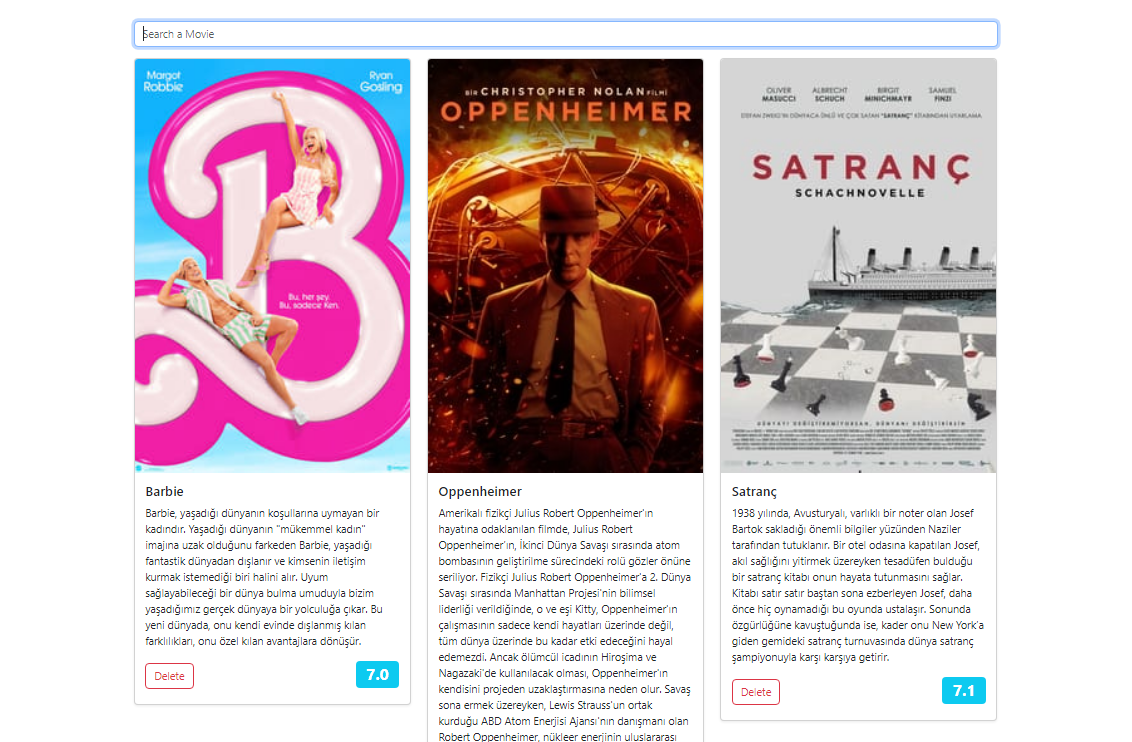 Search a Movie
Margot
Robbie
Ryan
Gosling
Bu, her şey.
Bu, sadece Ken.
Barbie
Barbie, yaşadığı dünyanın koşullarına uymayan bir
kadındır. Yaşadığı dünyanın "mükemmel kadın"
imajına uzak olduğunu farkeden Barbie, yaşadığı
fantastik dünyadan dışlanır ve kimsenin iletişim
kurmak istemediği biri halini alır. Uyum
sağlayabileceği bir dünya bulma umuduyla bizim
yaşadığımız gerçek dünyaya bir yolculuğa çıkar. Bu
yeni dünyada, onu kendi evinde dışlanmış kılan
farklılıkları, onu özel kılan avantajlara dönüşür.
Delete
7.0
BİR CHRISTOPHER NOLAN FİLMİ
OPPENHEIMER
Oppenheimer
Amerikalı fizikçi Julius Robert Oppenheimer'ın
hayatına odaklanılan filmde, Julius Robert
Oppenheimer'ın, İkinci Dünya Savaşı sırasında atom
bombasının geliştirilme sürecindeki rolü gözler önüne
seriliyor. Fizikçi Julius Robert Oppenheimer'a 2. Dünya
Savaşı sırasında Manhattan Projesi'nin bilimsel
liderliği verildiğinde, o ve eşi Kitty, Oppenheimer'ın
çalışmasının sadece kendi hayatları üzerinde değil,
tüm dünya üzerinde bu kadar etki edeceğini hayal
edemezdi. Ancak ölümcül icadının Hiroşima ve
Nagazaki'de kullanılacak olması, Oppenheimer'ın
kendisini projeden uzaklaştırmasına neden olur. Savaş
sona ermek üzereyken, Lewis Strauss'un ortak
kurduğu ABD Atom Enerjisi Ajansı'nın danışmanı olan
Robert Oppenheimer, nükleer enerjinin uluslararası
OLIVER
MASUCCI
ALBRECHT
SCHUCH
BIRGIT
MINICHMAYR
SAMUEL
FINZI
STEFAN ZWEIG'IN DÜNYACA ÜNLÜ VE ÇOK SATAN "SATRANÇ" KİTABINDAN UYARLAMA
SATRANÇ
SCHACHNOVELLE
DÜNYAYI DEĞİŞTİREMİYORSAN, DÜNYANI DEĞİŞTİRİRSİN
Satranç
1938 yılında, Avusturyalı, varlıklı bir noter olan Josef
Bartok sakladığı önemli bilgiler yüzünden Naziler
tarafından tutuklanır. Bir otel odasına kapatılan Josef,
akıl sağlığını yitirmek üzereyken tesadüfen bulduğu
bir satranç kitabı onun hayata tutunmasını sağlar.
Kitabı satır satır baştan sona ezberleyen Josef, daha
önce hiç oynamadığı bu oyunda ustalaşır. Sonunda
özgürlüğüne kavuştuğunda ise, kader onu New York'a
giden gemideki satranç turnuvasında dünya satranç
şampiyonuyla karşı karşıya getirir.
Delete
7.1